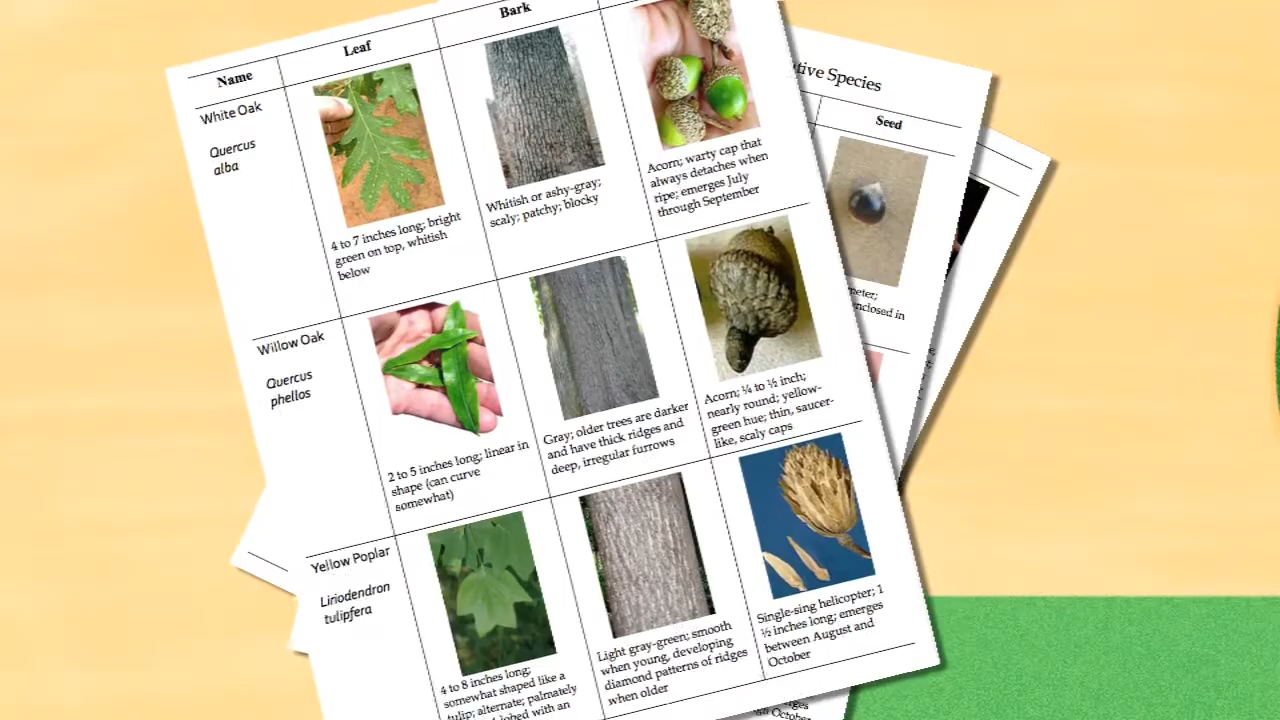 Name
Leaf
Bark
White Oak
Quercus
alba
4 to 7 inches long; bright
green on top, whitish
below
Whitish or ashy-gray;
scaly; patchy; blocky
Acorn; warty cap that
always detaches when
ripe; emerges July
through September
Willow Oak
Quercus
phellos
2 to 5 inches long; linear in
shape (can curve
somewhat)
Gray; older trees are darker
and have thick ridges and
deep, irregular furrows
Acorn; ¼ to ½ inch;
nearly round; yellow-
green hue; thin, saucer-
like, scaly caps
Yellow Poplar
Liriodendron
tulipfera
4 to 8 inches long;
somewhat shaped like a
tulip; alternate; palmately
lobed with an
Light gray-green; smooth
when young, developing
diamond patterns of ridges
when older
Single-sing helicopter; 1
½ inches long; emerges
between August and
October
Species
Seed
enclosed in
October